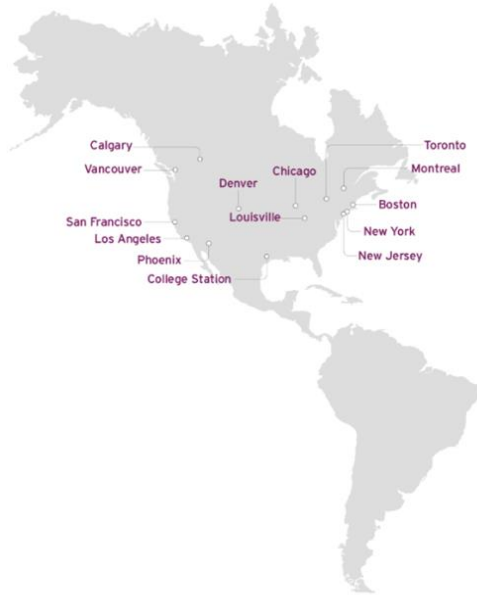 Calgary
Toronto
Vancouver
Chicago
Montreal
Denver
Boston
San Francisco
Louisville
New York
Los Angeles
Phoenix
New Jersey
College Station